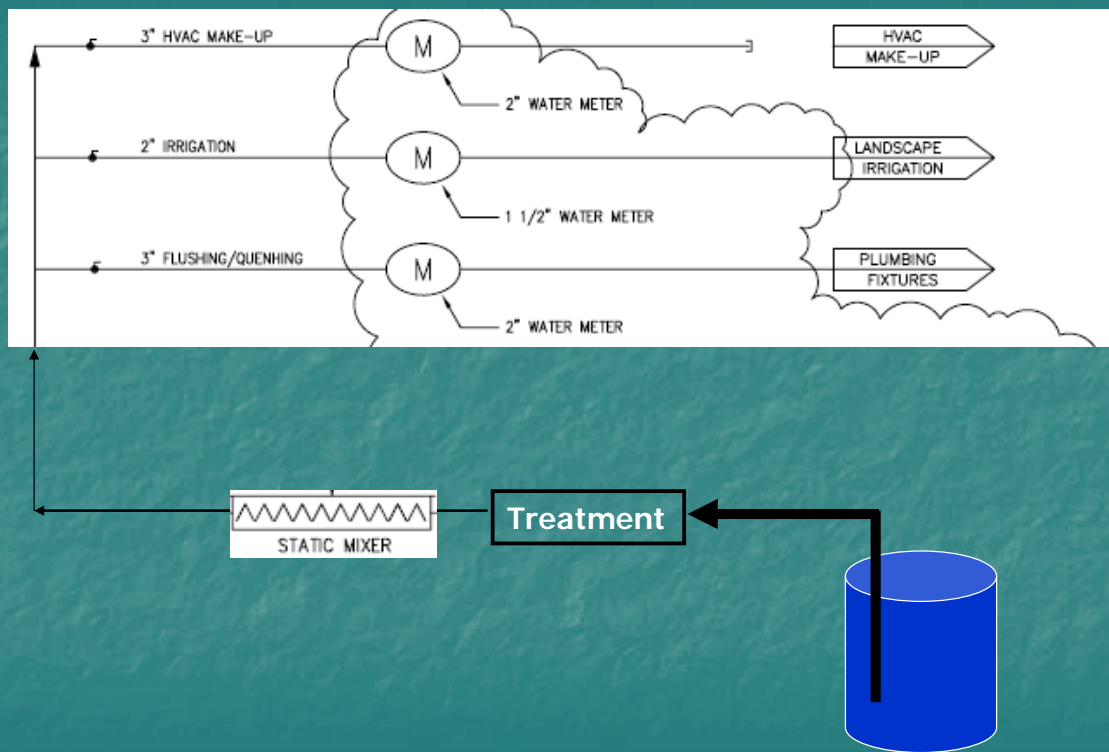 3" HVAC MAKE-UP
M
HVAC
MAKE-UP
2" WATER METER
2" IRRIGATION
M
LANDSCAPE
IRRIGATION
1 1/2" WATER METER
3" FLUSHING/QUENHING
M
PLUMBING
FIXTURES
2" WATER METER
Treatment
STATIC MIXER